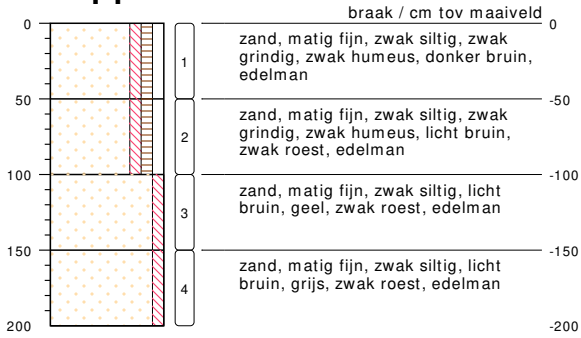 braak / cm tov maaiveld
0
0
zand, matig fijn, zwak siltig, zwak
grindig, zwak humeus, donker bruin,
edelman
1
50
-50
zand, matig fijn, zwak siltig, zwak
grindig, zwak humeus, licht bruin,
zwak roest, edelman
2
100
-100
zand, matig fijn, zwak siltig, licht
bruin, geel, zwak roest, edelman
3
150
-150
zand, matig fijn, zwak siltig, licht
bruin, grijs, zwak roest, edelman
4
200
-200